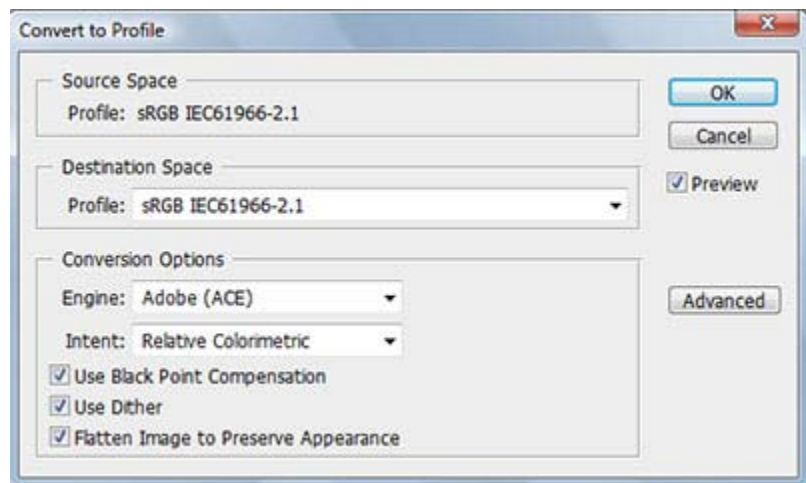 Convert to Profile
Source Space
Profile: sRGB IEC61966-2.1
OK
Cancel
Destination Space
Profile: sRGB IEC61966-2.1
Preview
Conversion Options
Engine: Adobe (ACE)
Advanced
Intent: Relative Colorimetric
Use Black Point Compensation
Use Dither
Flatten Image to Preserve Appearance